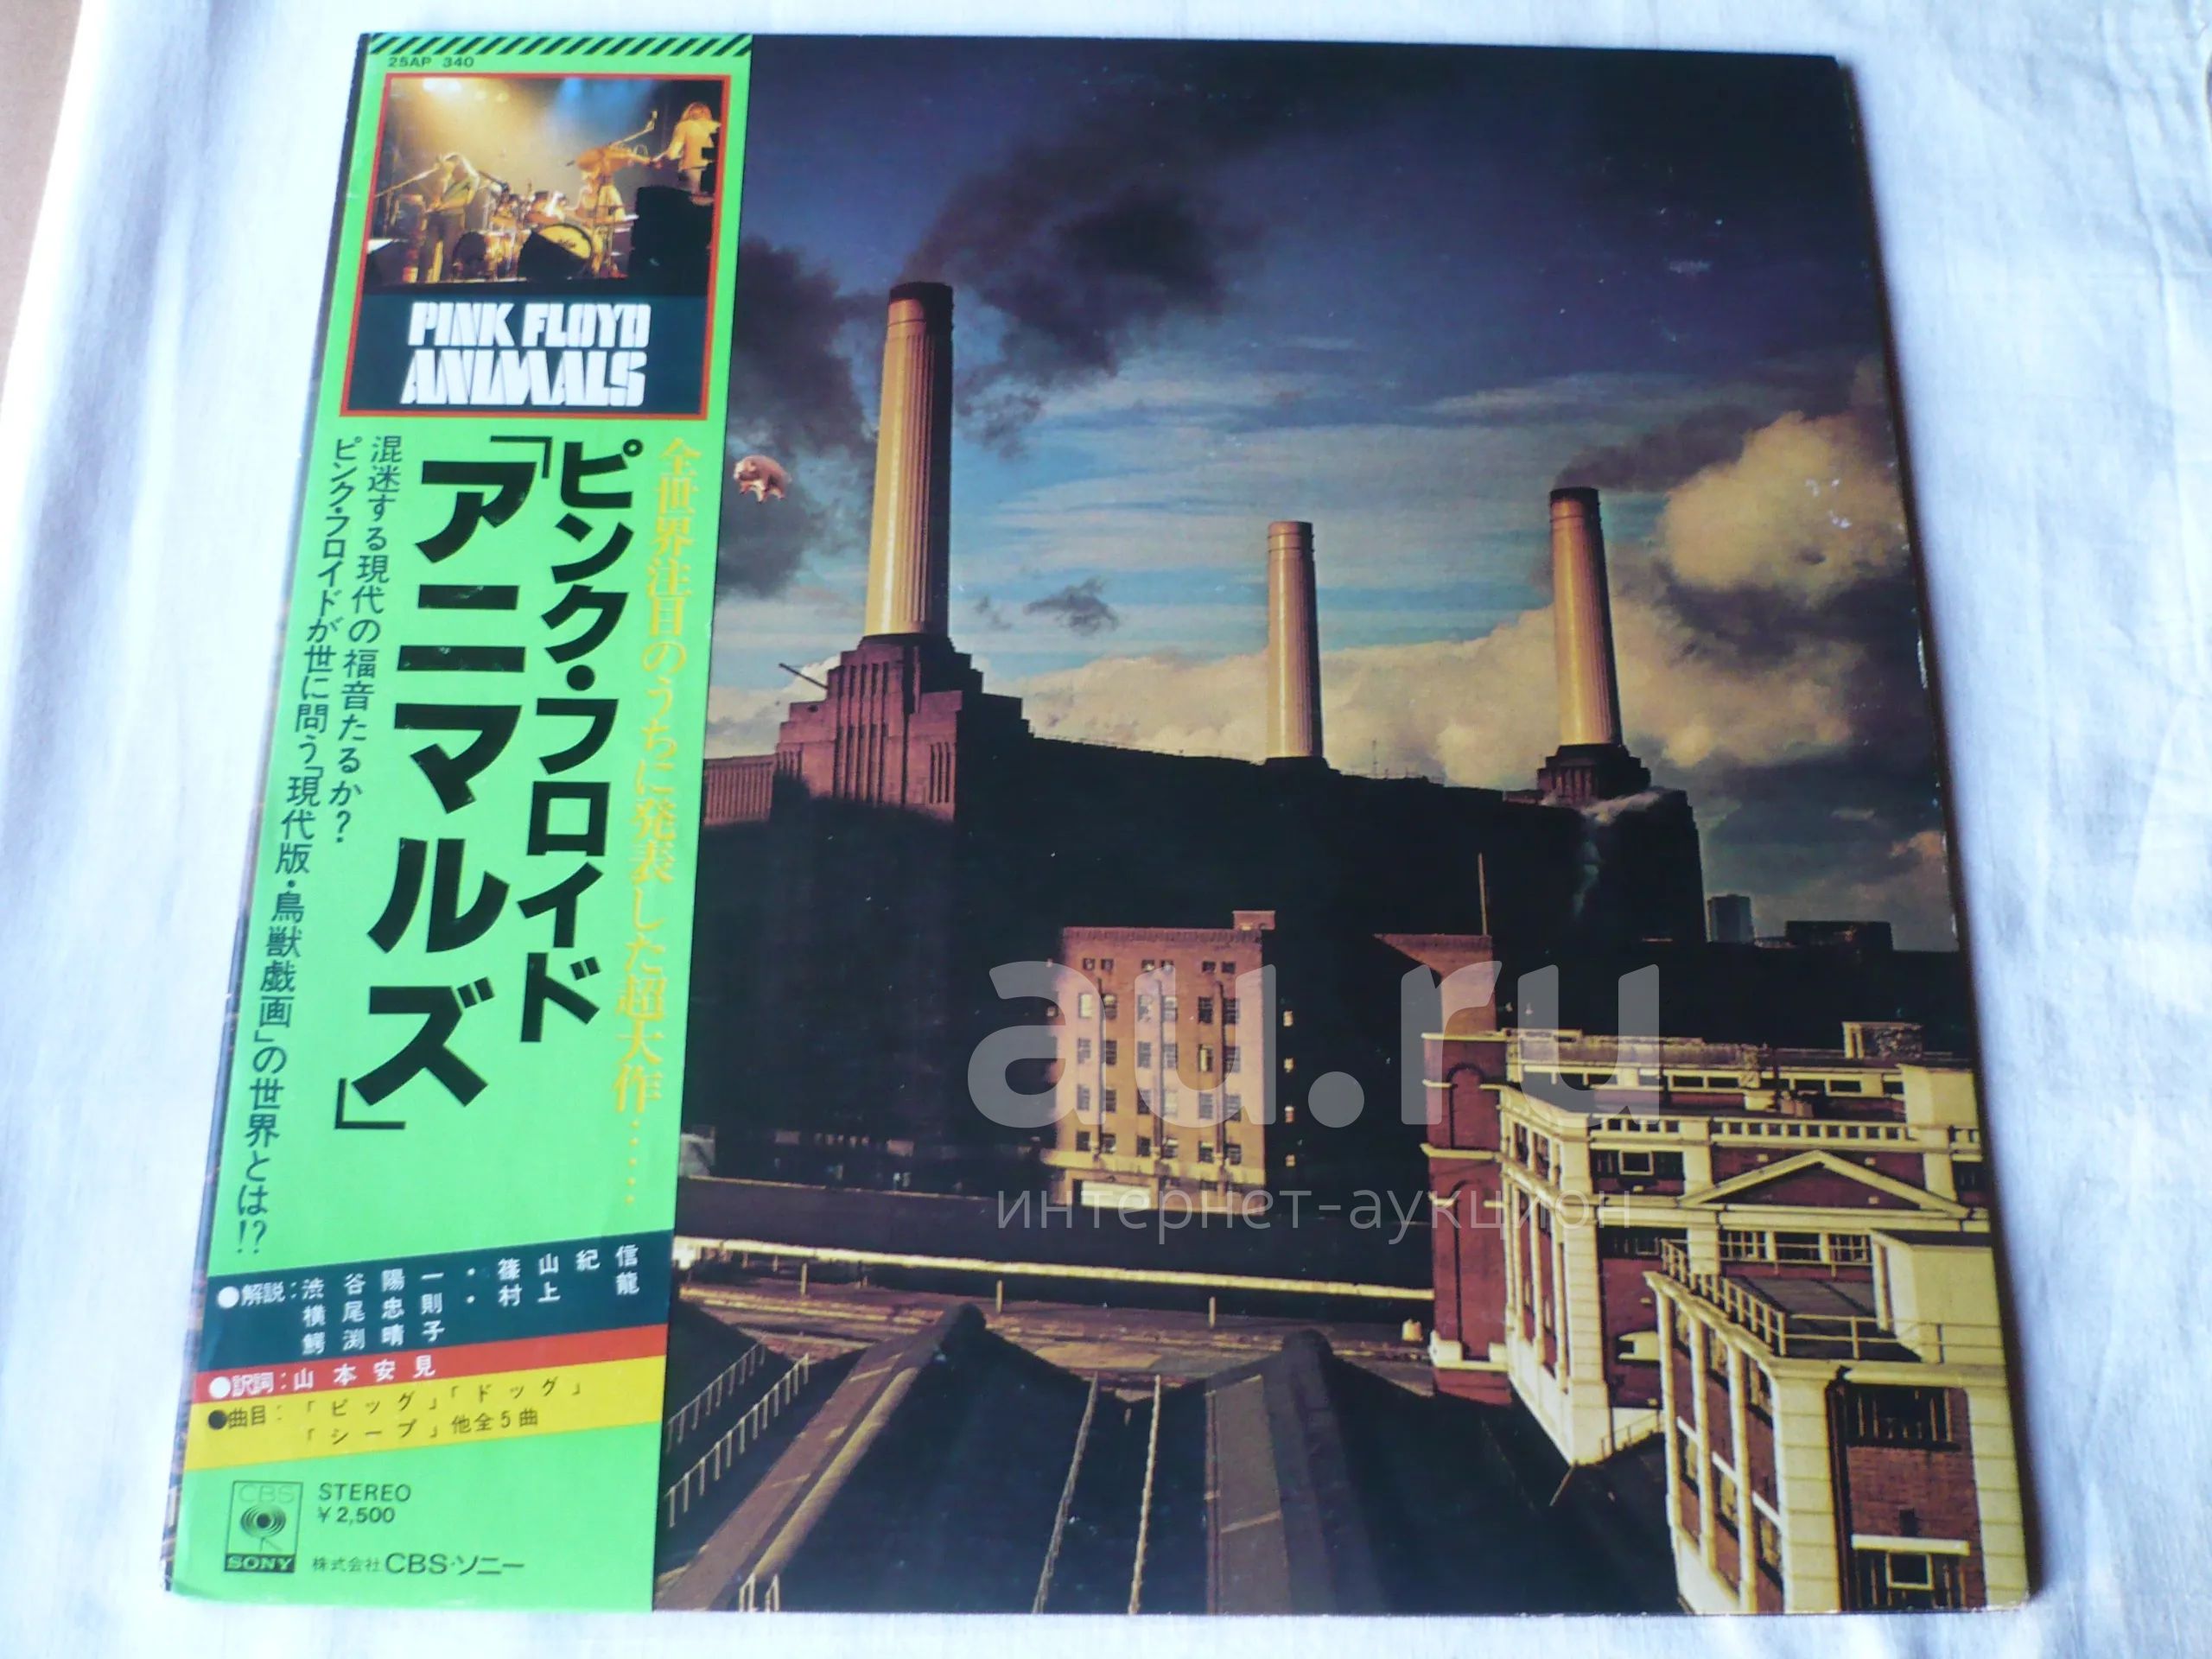 25AP 340
PINK FLOYD
ANIMALS
全世界注目のうちに発表した超大作……
ピンク・フロイド
「アニマルズ」
混迷する現代の福音たるか?
ピンク・フロイドが世に問う「現代版・鳥獣戯画」の世界とは!?
●解説:渋谷陽一・篠山紀信
横尾忠則・村上龍
鰐渕晴子
●訳詞:山本安見
●曲目:「ピッグ」「ドッグ」
「シープ」他全5曲
CBS
SONY
STEREO
¥2,500
株式会社CBS・ソニー
au.ru
интернет-аукцион